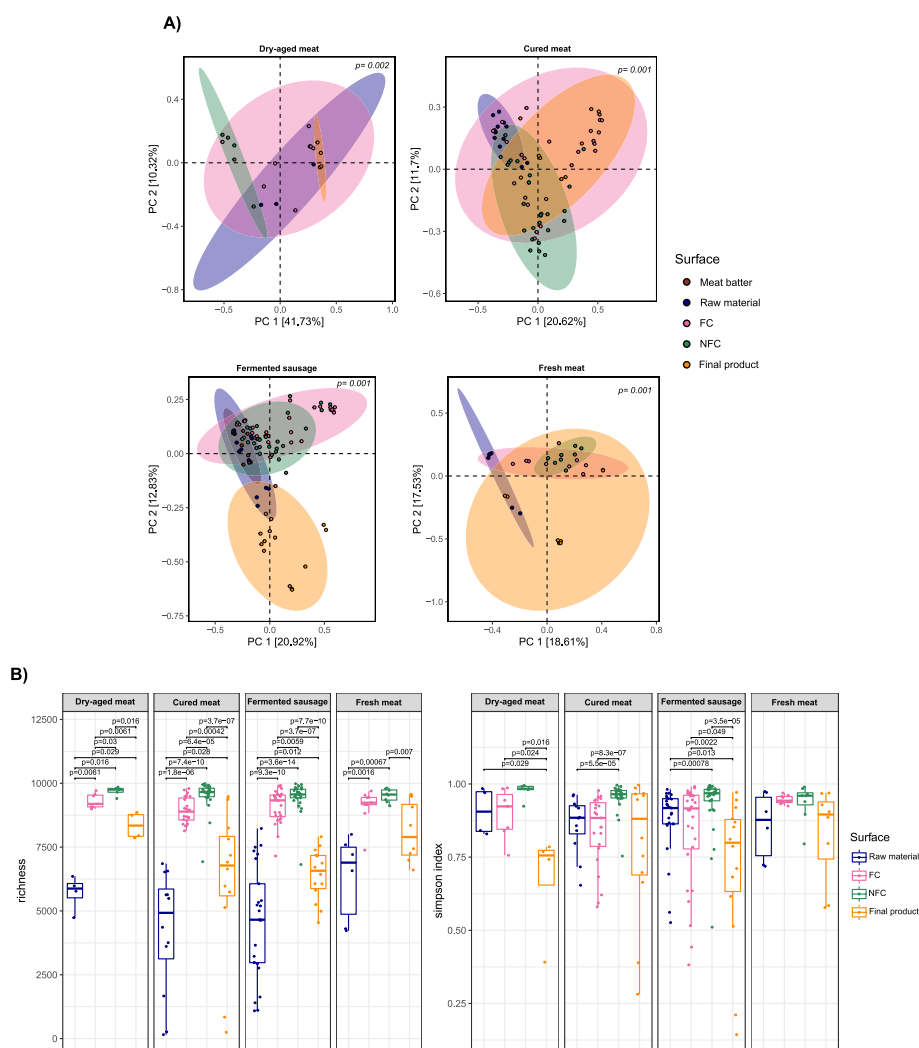 A)
Dry-aged meat
p= 0.002
0.4
0.0
−0.4
−0.8
−0.5
0.0
0.5
1.0
PC 2 [10.32%]
PC 1 [41.73%]
Cured meat
p= 0.001
0.3
0.0
−0.3
−0.6
−0.5
0.0
0.5
PC 2 [11.7%]
PC 1 [20.62%]
Surface
Meat batter
Raw material
FC
NFC
Final product
Fermented sausage
p= 0.001
0.25
0.00
−0.25
−0.50
−0.75
0.0
0.5
PC 2 [12.83%]
PC 1 [20.92%]
Fresh meat
p= 0.001
0.5
0.0
−0.5
−1.0
−0.4
0.0
0.4
0.8
PC 2 [17.53%]
PC 1 [18.61%]
B)
Dry−aged meat
Cured meat
Fermented sausage
Fresh meat
12500
10000
7500
5000
2500
0
richness
p=0.016
p=0.0061
p=0.03
p=0.029
p=0.016
p=0.0061
p=3.7e−07
p=0.00042
p=6.4e−05
p=0.028
p=7.4e−10
p=1.8e−06
p=7.7e−10
p=3.7e−07
p=0.0059
p=0.012
p=3.6e−14
p=9.3e−10
p=0.007
p=0.00067
p=0.0016
Dry−aged meat
Cured meat
Fermented sausage
Fresh meat
1.00
0.75
0.50
0.25
simpson index
p=0.016
p=0.024
p=0.029
p=8.3e−07
p=5.5e−05
p=3.5e−05
p=0.049
p=0.0022
p=0.013
p=0.00078
Surface
Raw material
FC
NFC
Final product